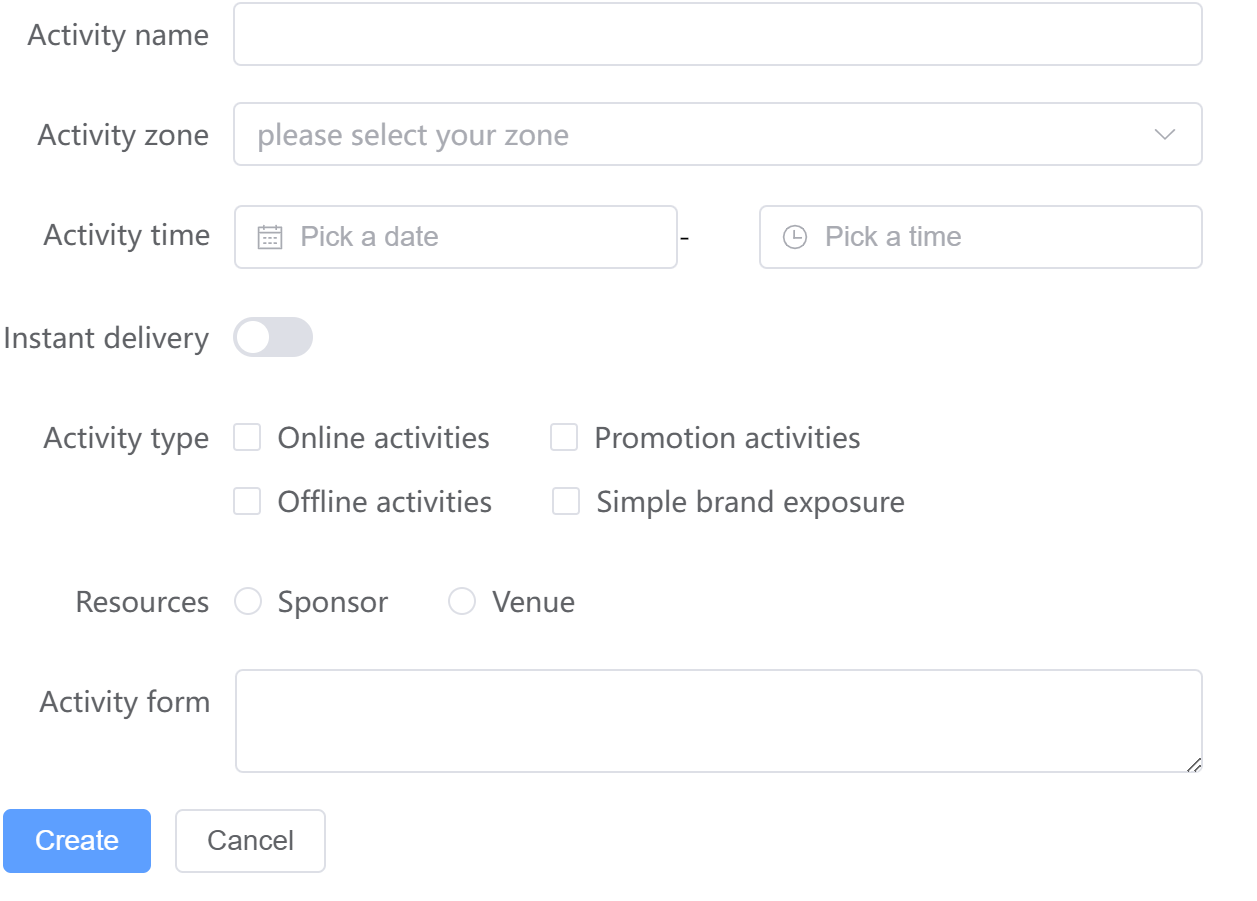 Activity name
Activity zone please select your zone
Activity time Pick a date - Pick a time
Instant delivery
Activity type Online activities Promotion activities
Offline activities Simple brand exposure
Resources Sponsor Venue
Activity form
Create Cancel